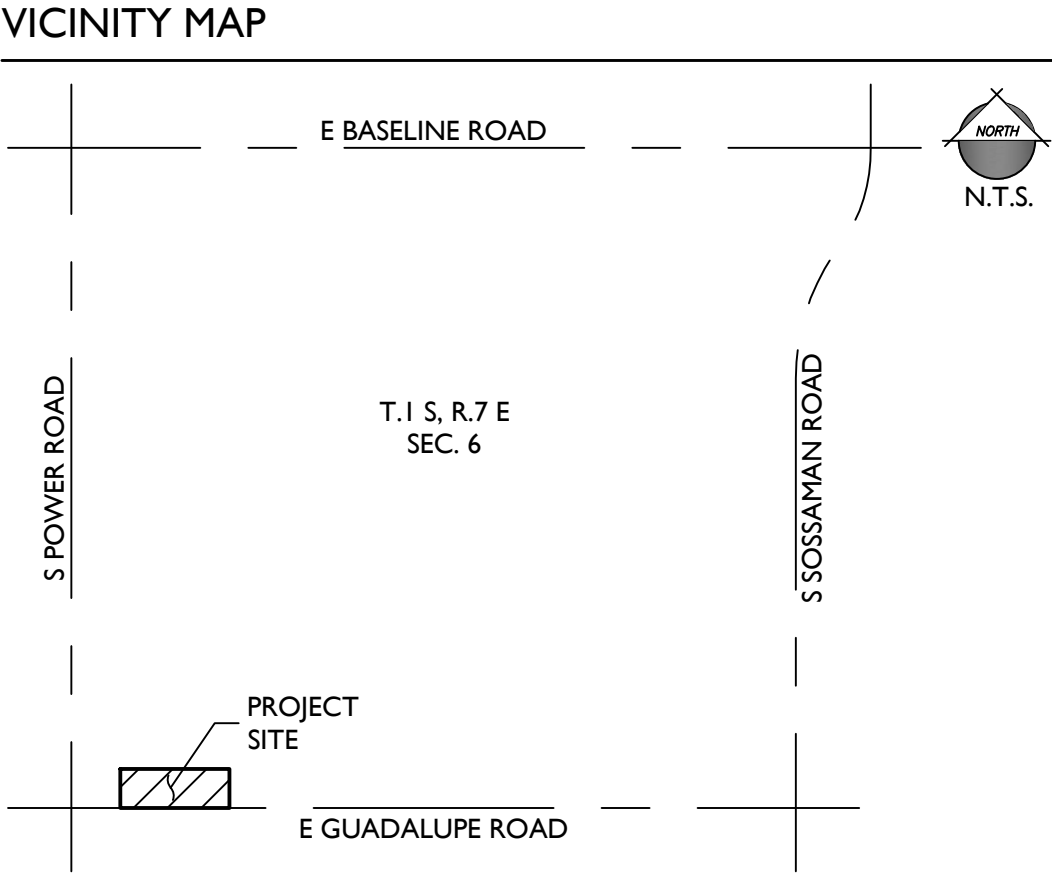 VICINITY MAP
E BASELINE ROAD
NORTH
N.T.S.
T.1 S, R.7 E
SEC. 6
S POWER ROAD
S SOSSAMAN ROAD
PROJECT
SITE
E GUADALUPE ROAD